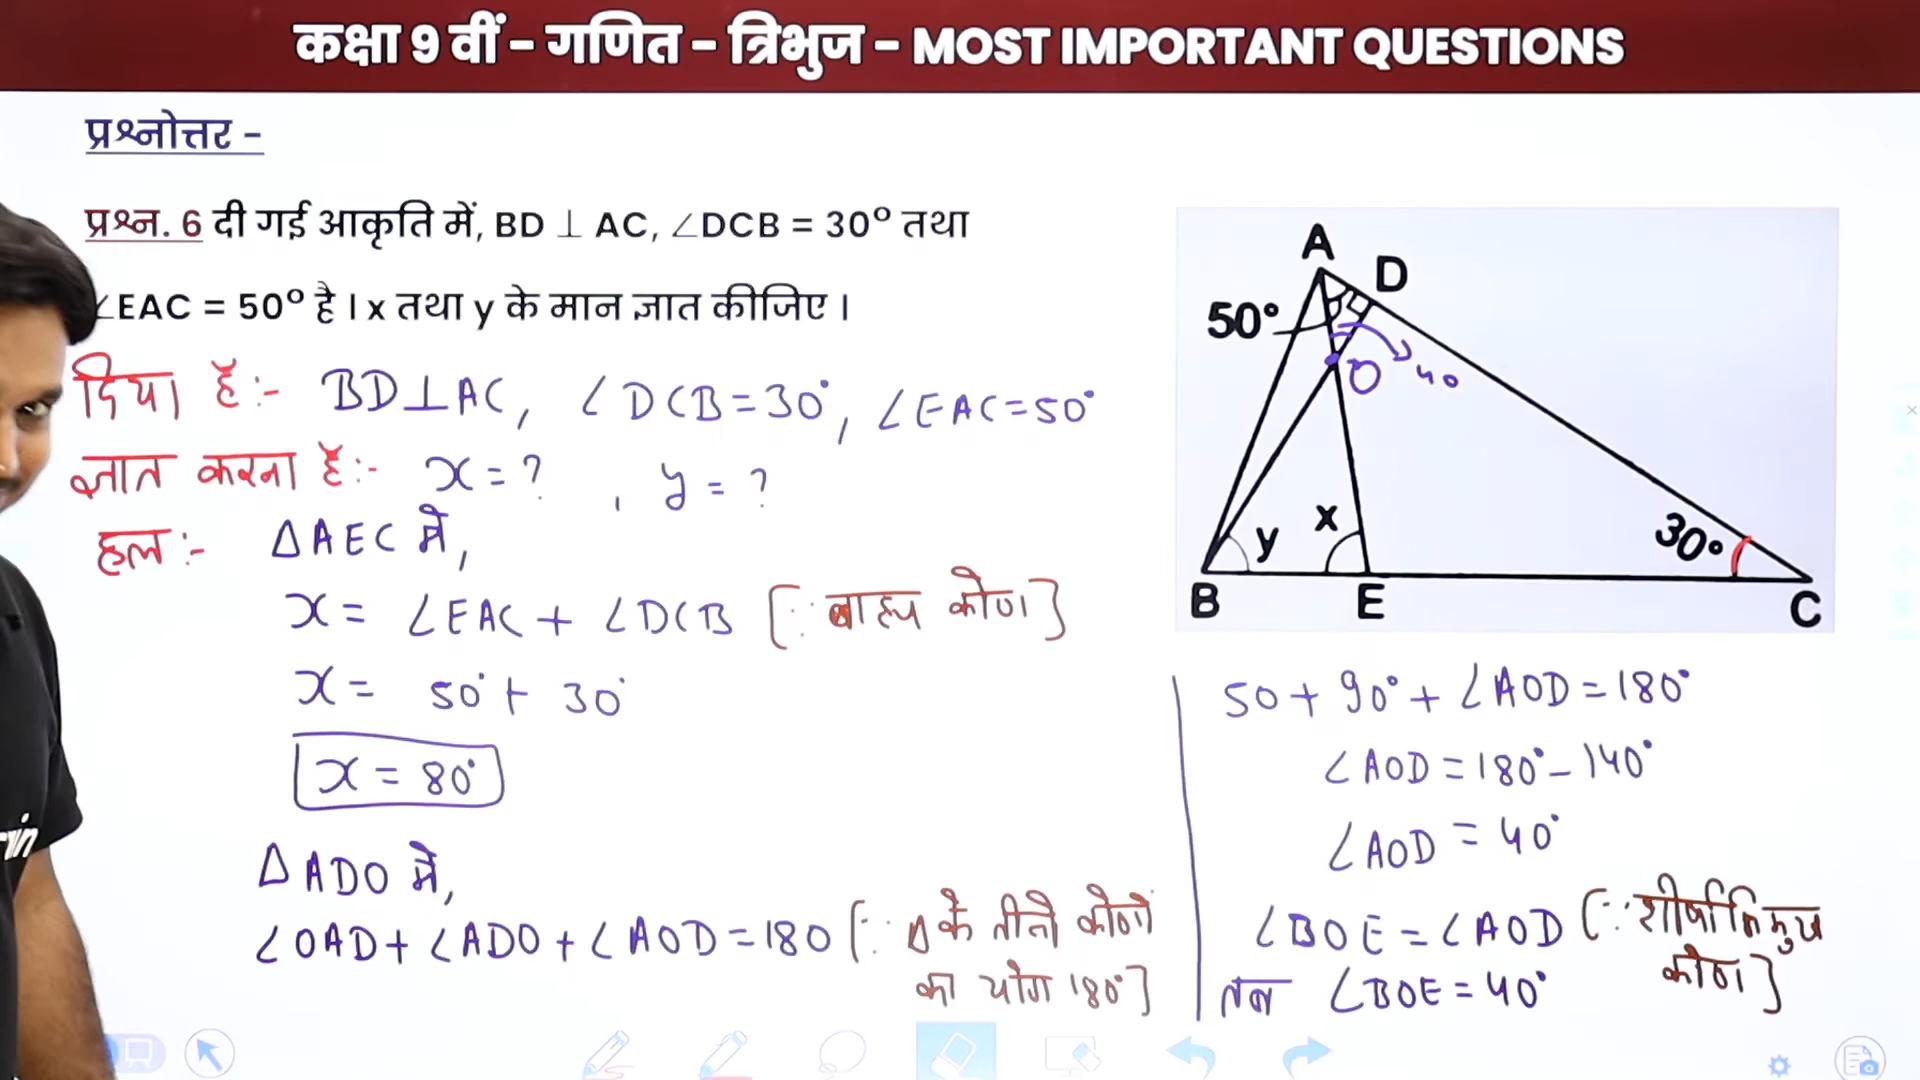 कक्षा 9 वीं – गणित – त्रिभुज – MOST IMPORTANT QUESTIONS
प्रश्नोत्तर –
प्रश्न. 6 दी गई आकृति में, BD ⊥ AC, ∠DCB = 30° तथा
∠EAC = 50° है । x तथा y के मान ज्ञात कीजिए ।
दिया है:- BD⊥AC, ∠DCB=30°, ∠EAC=50°
ज्ञात करना है:- x = ? , y = ?
हल:- ΔAEC में,
x = ∠EAC + ∠DCB [∵ बाह्य कोण]
x = 50° + 30°
x = 80°
ΔADO में,
∠OAD + ∠ADO + ∠AOD = 180 [∵ Δ के तीनो कोणो
का योग 180°]
A
D
50°
O
40
x
y
30°
B
E
C
50 + 90° + ∠AOD = 180°
∠AOD = 180° – 140°
∠AOD = 40°
∠BOE = ∠AOD [∵ शीर्षाभिमुख
कोण]
तब ∠BOE = 40°